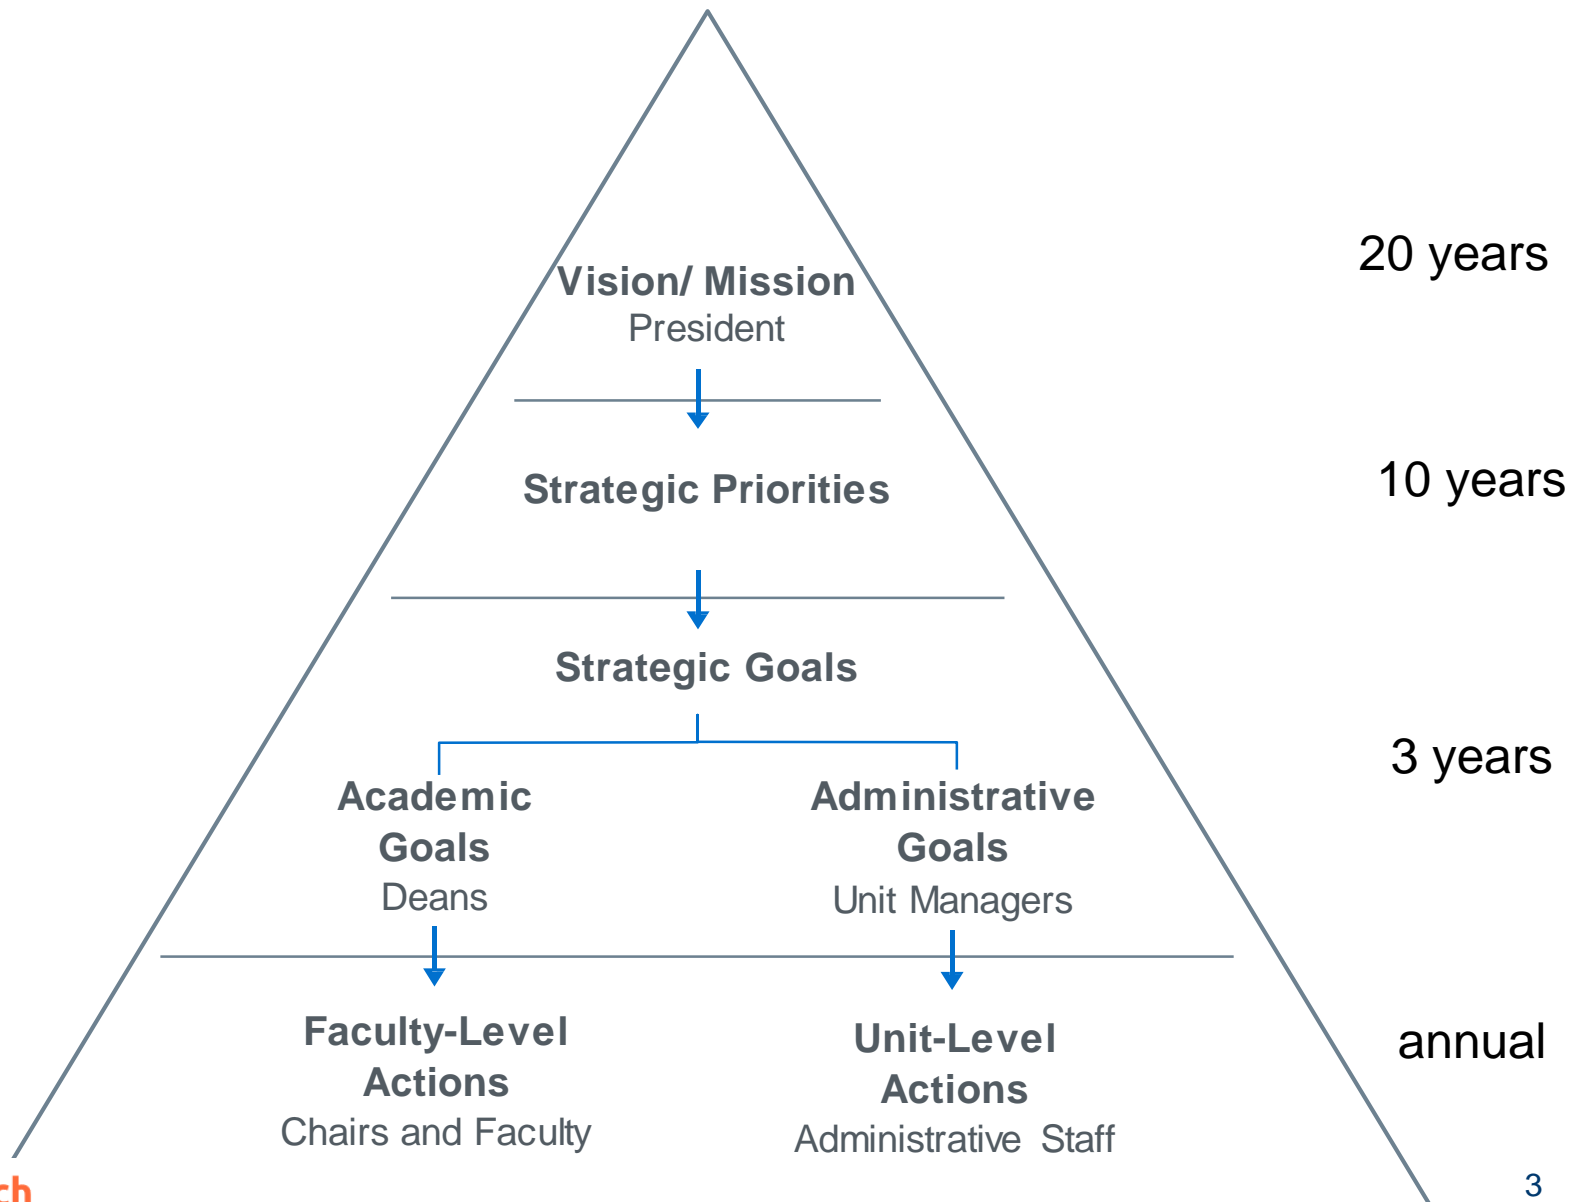 20 years
Vision/ Mission
President
10 years
Strategic Priorities
Strategic Goals
3 years
Academic
Goals
Deans
Administrative
Goals
Unit Managers
annual
Faculty-Level
Actions
Chairs and Faculty
Unit-Level
Actions
Administrative Staff
3